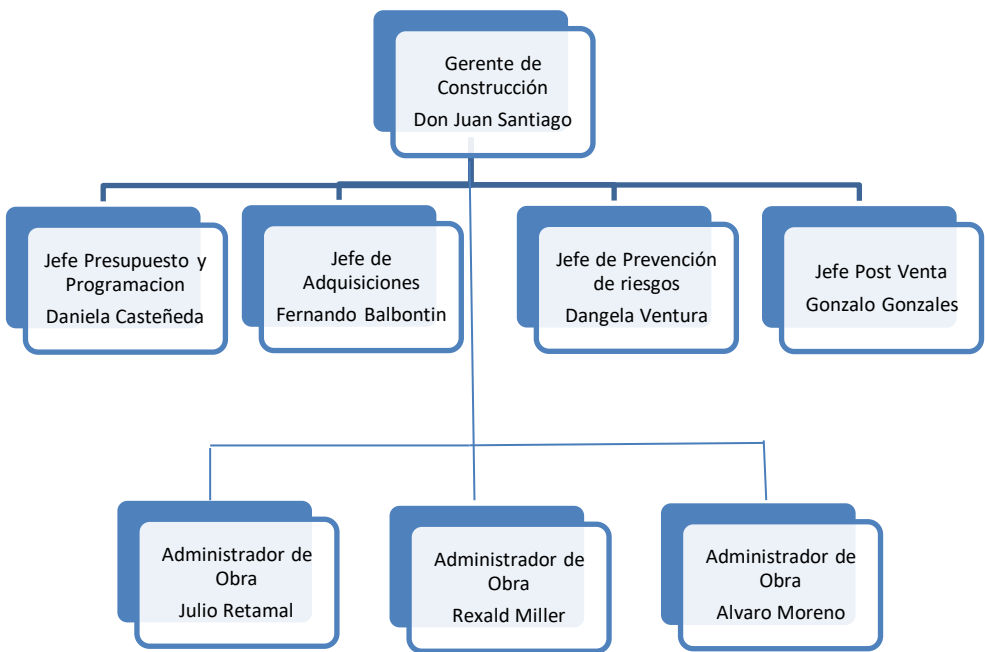 Gerente de
Construcción
Don Juan Santiago
Jefe Presupuesto y
Programacion
Daniela Casteñeda
Jefe de
Adquisiciones
Fernando Balbontin
Jefe de Prevención
de riesgos
Dangela Ventura
Jefe Post Venta
Gonzalo Gonzales
Administrador de
Obra
Julio Retamal
Administrador de
Obra
Rexald Miller
Administrador de
Obra
Alvaro Moreno